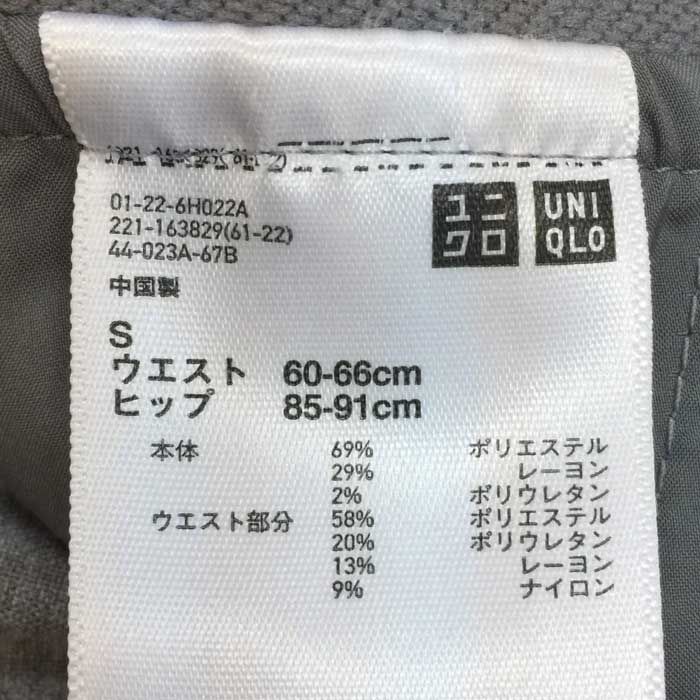 01-22-6H022A
221-163829(61-22)
44-023A-67B
中国製
ユニ
クロ
UNI
QLO
S
ウエスト 60-66cm
ヒップ 85-91cm
本体 69% ポリエステル
29% レーヨン
2% ポリウレタン
ウエスト部分 58% ポリエステル
20% ポリウレタン
13% レーヨン
9% ナイロン